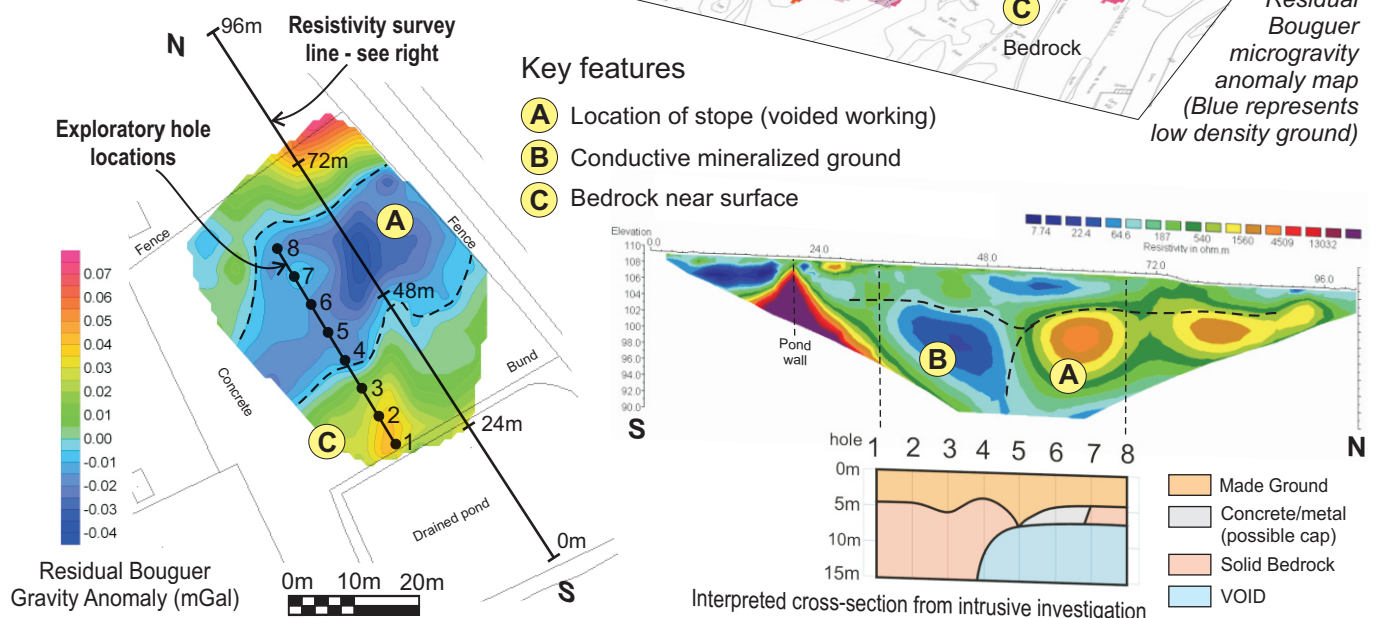 N
96m
Resistivity survey
line - see right
Exploratory hole
locations
72m
A
Fence
Fence
8
7
6
5
4
3
2
1
48m
Bund
24m
Concrete
C
Drained pond
0m
S
0.07
0.06
0.05
0.04
0.03
0.02
0.01
0.00
-0.01
-0.02
-0.03
-0.04
Residual Bouguer
Gravity Anomaly (mGal)
0m 10m 20m
C
Bedrock
Residual
Bouguer
microgravity
anomaly map
(Blue represents
low density ground)
Key features
A Location of stope (voided working)
B Conductive mineralized ground
C Bedrock near surface
7.74 22.4 64.6 187 540 1560 4509 13032
Resistivity in ohm.m
Elevation
110
108
106
104
102
100
98.0
96.0
94.0
92.0
90.0
0.0
24.0
48.0
72.0
96.0
Pond
wall
B
A
S
N
hole 1 2 3 4 5 6 7 8
0m
5m
10m
15m
Made Ground
Concrete/metal
(possible cap)
Solid Bedrock
VOID
Interpreted cross-section from intrusive investigation